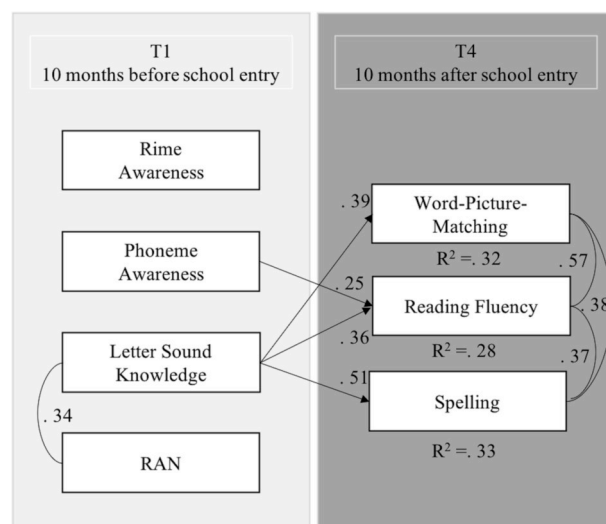 T1
10 months before school entry
T4
10 months after school entry
Rime
Awareness
Phoneme
Awareness
Letter Sound
Knowledge
RAN
. 34
. 39
. 25
. 36
. 51
Word-Picture-
Matching
R² =. 32
Reading Fluency
R² =. 28
Spelling
R² =. 33
. 57
. 38
. 37